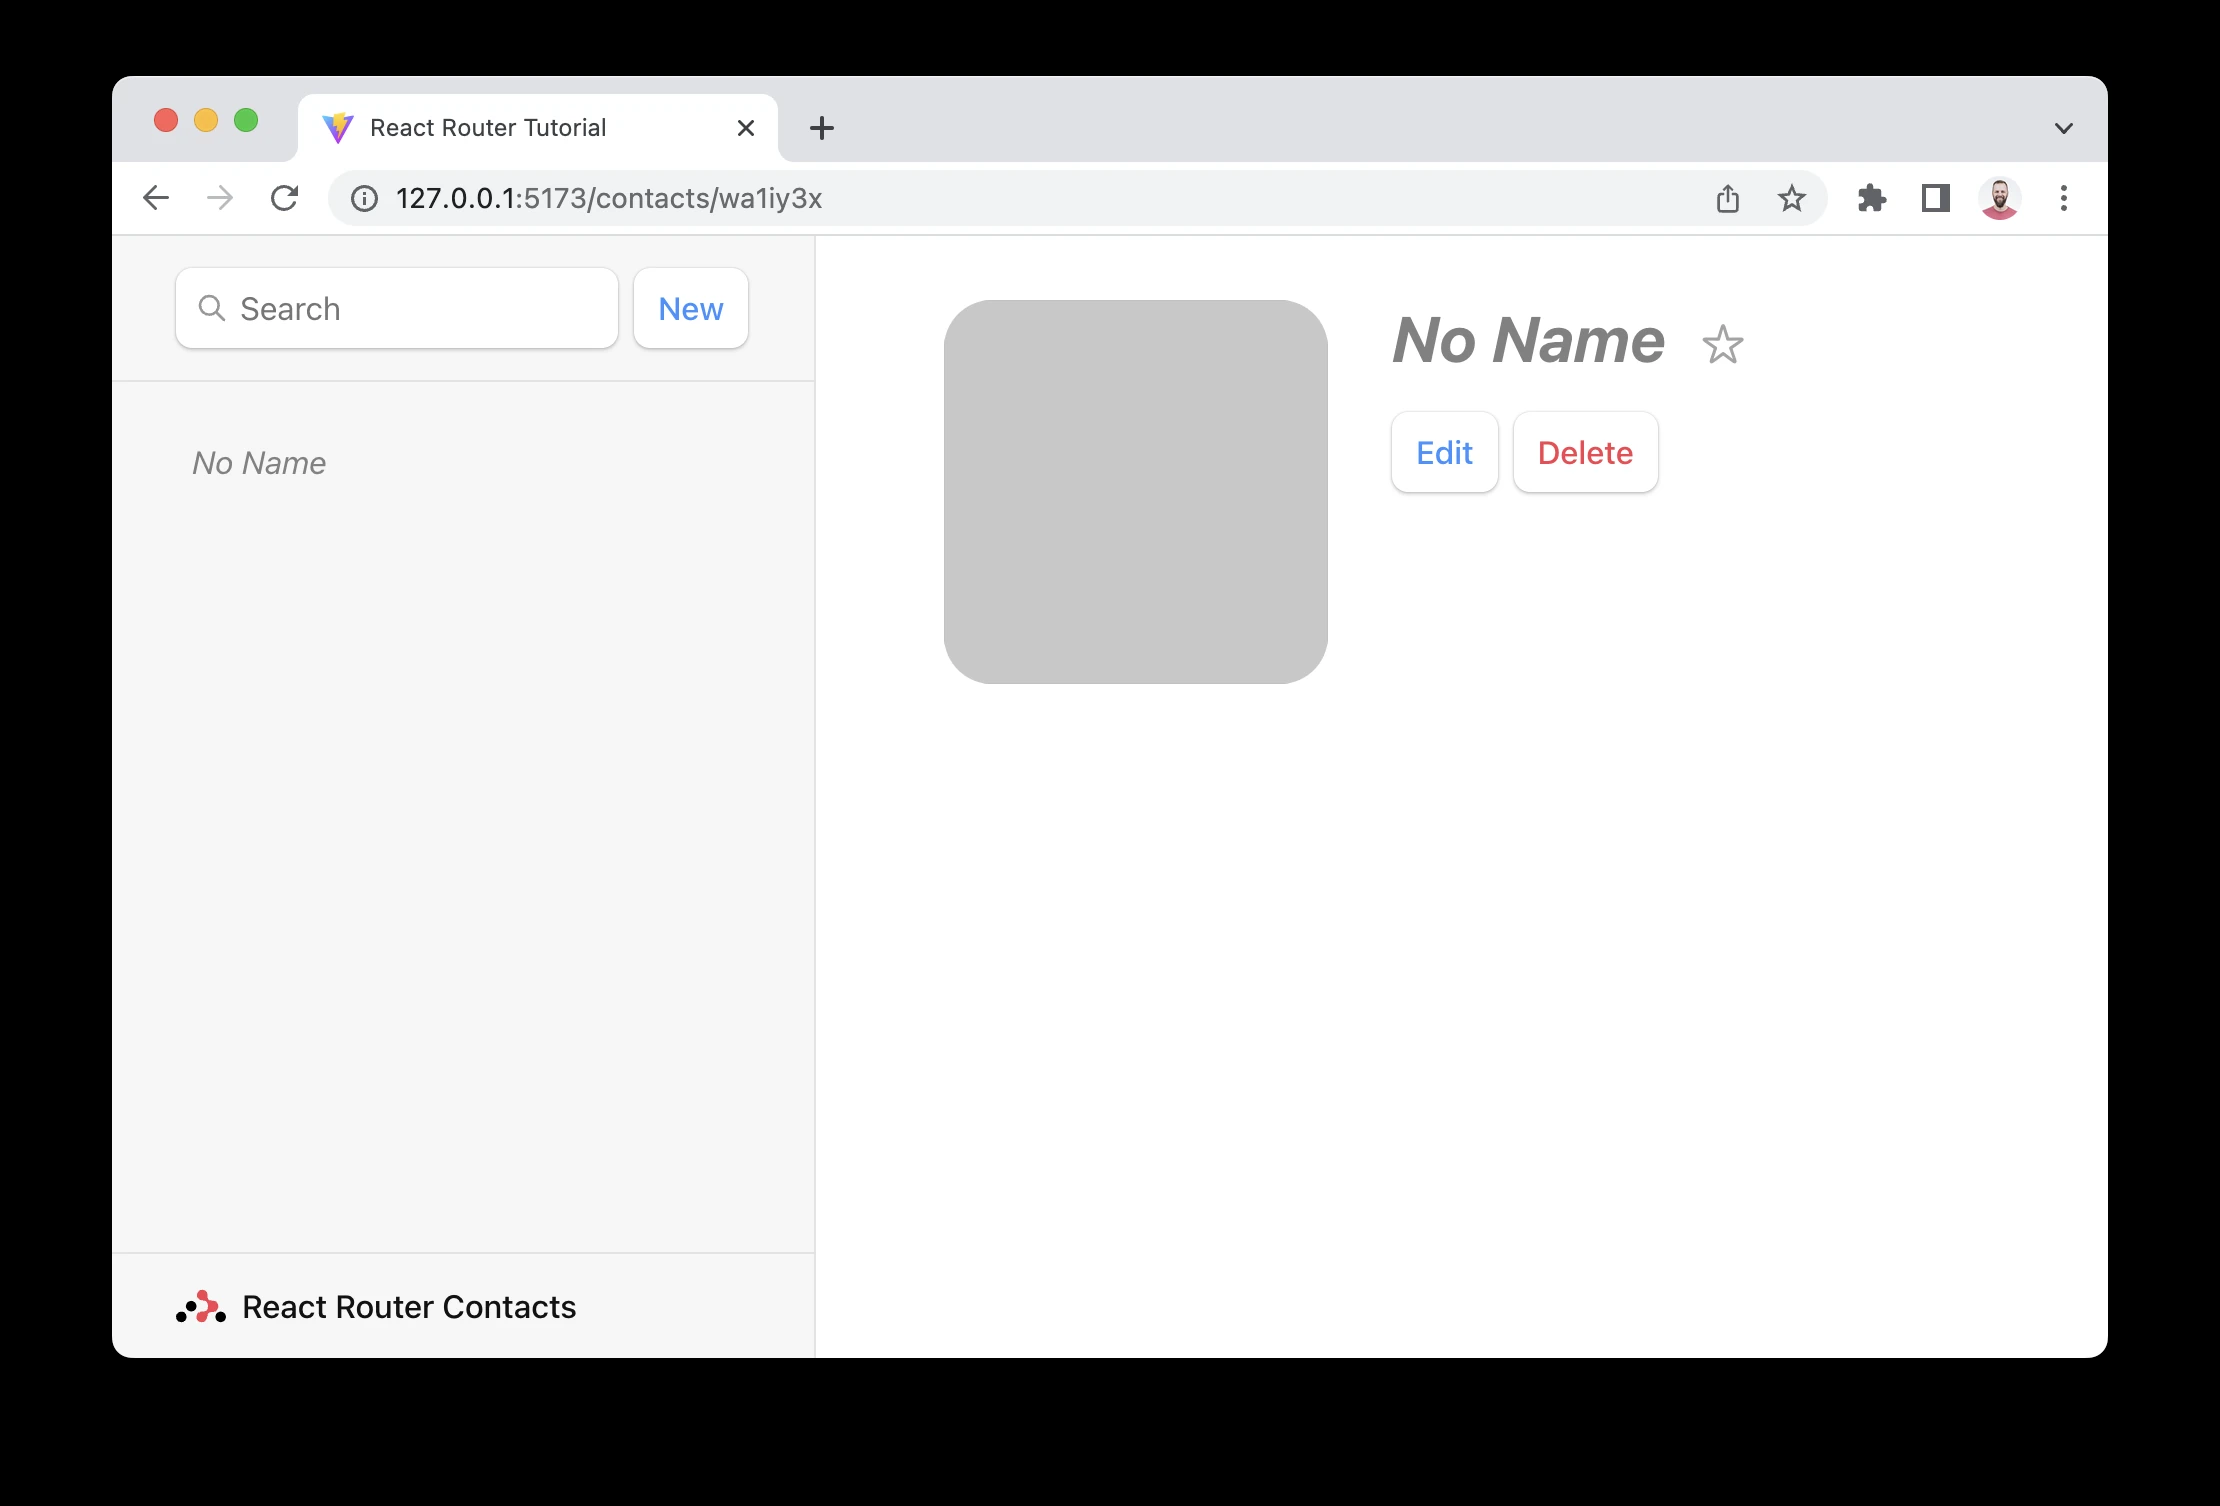 React Router Tutorial
127.0.0.1:5173/contacts/wa1iy3x
Search
New
No Name
No Name
Edit
Delete
React Router Contacts